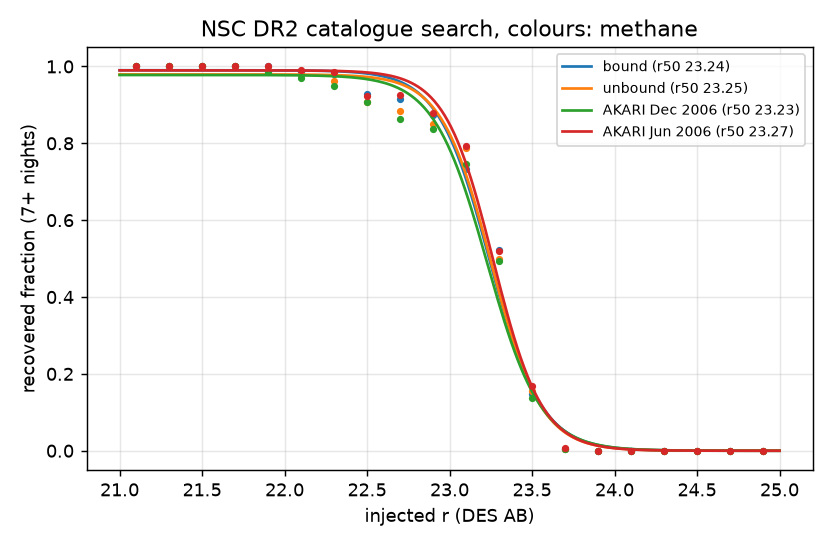 NSC DR2 catalogue search, colours: methane
bound (r50 23.24)
unbound (r50 23.25)
AKARI Dec 2006 (r50 23.23)
AKARI Jun 2006 (r50 23.27)
recovered fraction (7+ nights)
1.0
0.8
0.6
0.4
0.2
0.0
21.0 21.5 22.0 22.5 23.0 23.5 24.0 24.5 25.0
injected r (DES AB)